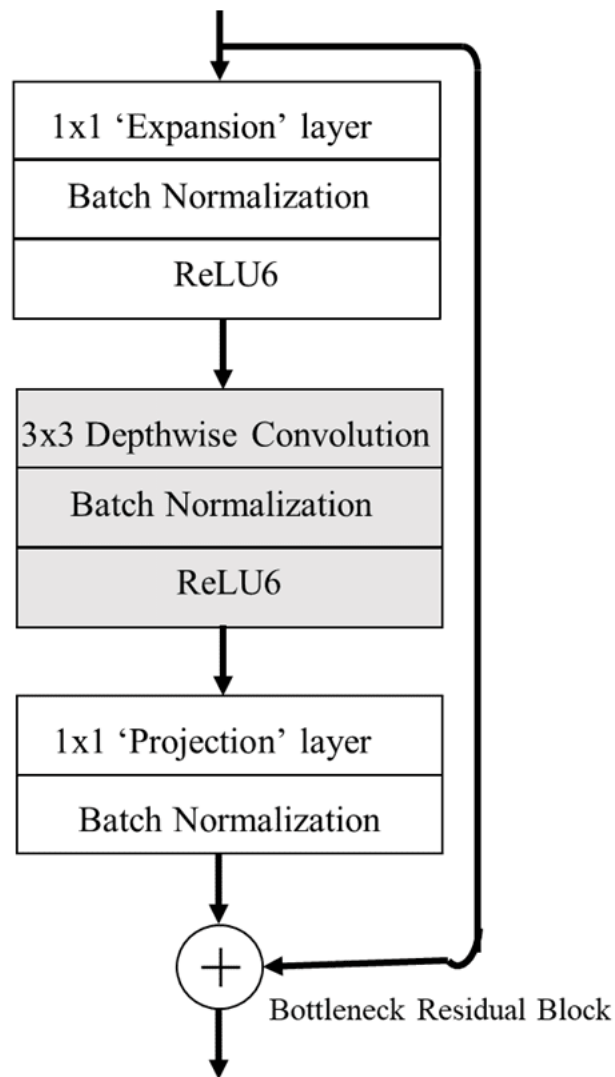 1x1 ‘Expansion’ layer
Batch Normalization
ReLU6
3x3 Depthwise Convolution
Batch Normalization
ReLU6
1x1 ‘Projection’ layer
Batch Normalization
+
Bottleneck Residual Block